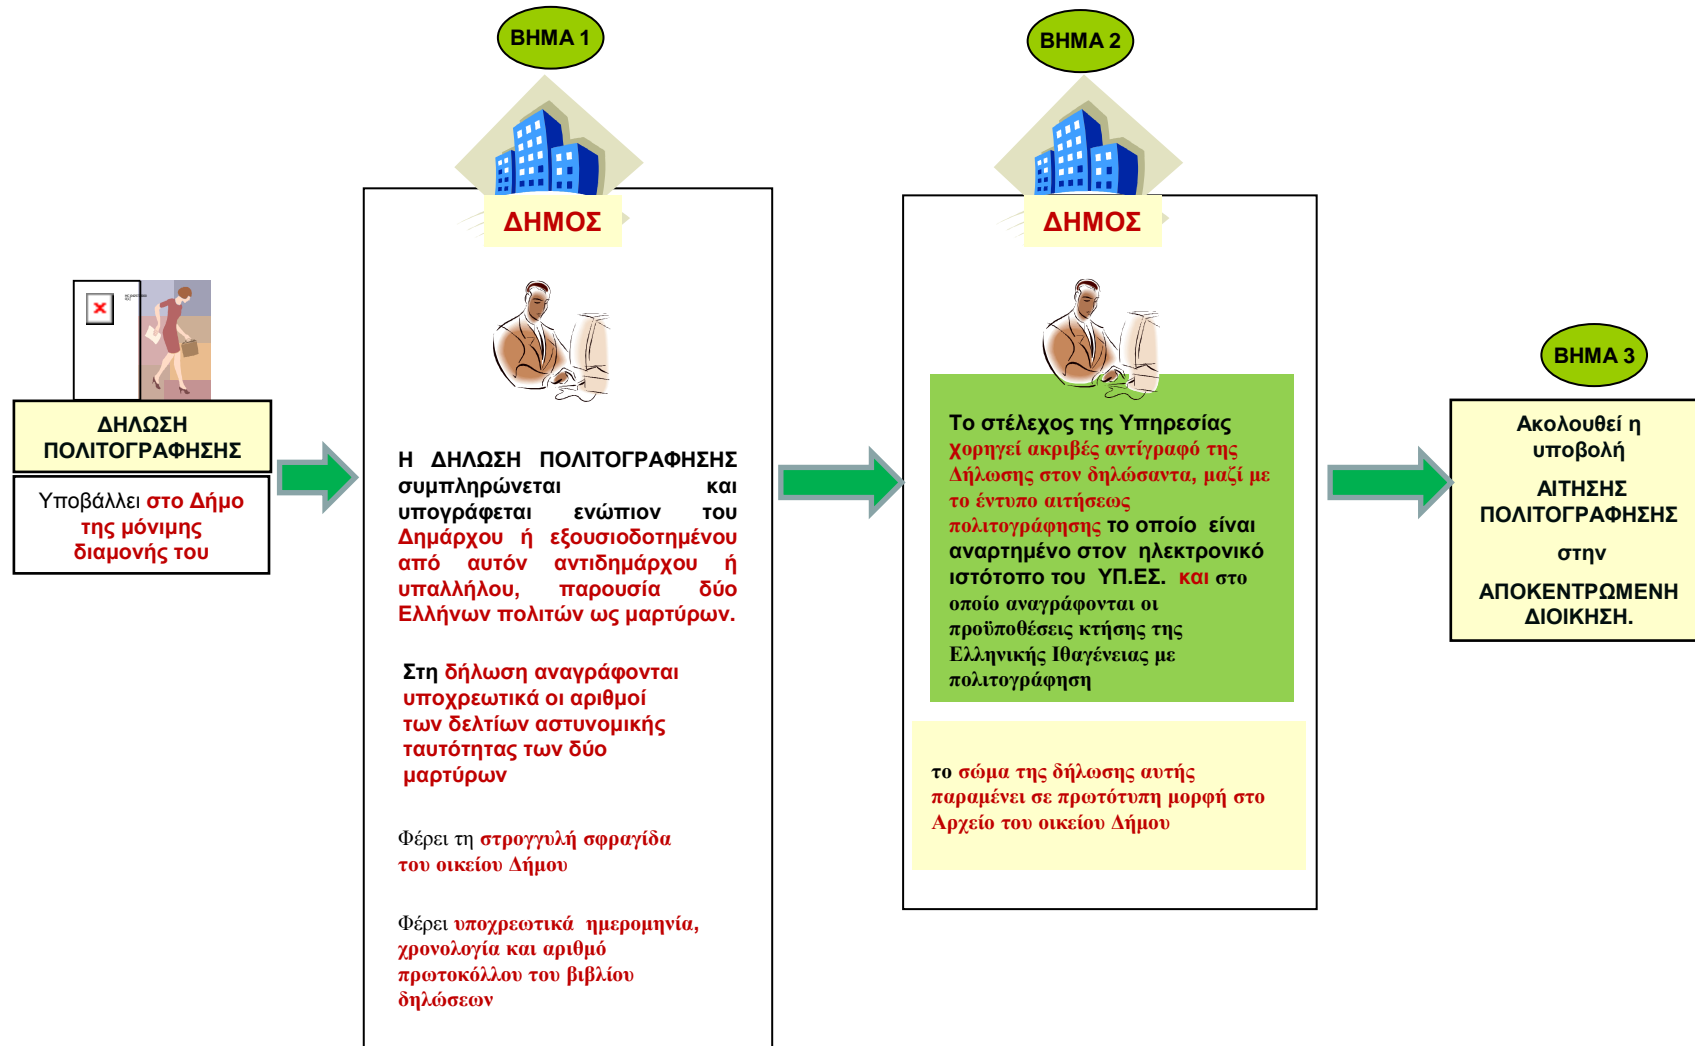 ΔΗΛΩΣΗ
ΠΟΛΙΤΟΓΡΑΦΗΣΗΣ
Υποβάλλει στο Δήμο
της μόνιμης
διαμονής του
ΒΗΜΑ 1
ΔΗΜΟΣ
Η ΔΗΛΩΣΗ ΠΟΛΙΤΟΓΡΑΦΗΣΗΣ
συμπληρώνεται και
υπογράφεται ενώπιον του
Δημάρχου ή εξουσιοδοτημένου
από αυτόν αντιδημάρχου ή
υπαλλήλου, παρουσία δύο
Ελλήνων πολιτών ως μαρτύρων.
Στη δήλωση αναγράφονται
υποχρεωτικά οι αριθμοί
των δελτίων αστυνομικής
ταυτότητας των δύο
μαρτύρων
Φέρει τη στρογγυλή σφραγίδα
του οικείου Δήμου
Φέρει υποχρεωτικά ημερομηνία,
χρονολογία και αριθμό
πρωτοκόλλου του βιβλίου
δηλώσεων
ΒΗΜΑ 2
ΔΗΜΟΣ
Το στέλεχος της Υπηρεσίας
χορηγεί ακριβές αντίγραφό της
Δήλωσης στον δηλώσαντα, μαζί με
το έντυπο αιτήσεως
πολιτογράφησης το οποίο είναι
αναρτημένο στον ηλεκτρονικό
ιστότοπο του ΥΠ.ΕΣ. και στο
οποίο αναγράφονται οι
προϋποθέσεις κτήσης της
Ελληνικής Ιθαγένειας με
πολιτογράφηση
το σώμα της δήλωσης αυτής
παραμένει σε πρωτότυπη μορφή στο
Αρχείο του οικείου Δήμου
ΒΗΜΑ 3
Ακολουθεί η
υποβολή
ΑΙΤΗΣΗΣ
ΠΟΛΙΤΟΓΡΑΦΗΣΗΣ
στην
ΑΠΟΚΕΝΤΡΩΜΕΝΗ
ΔΙΟΙΚΗΣΗ.